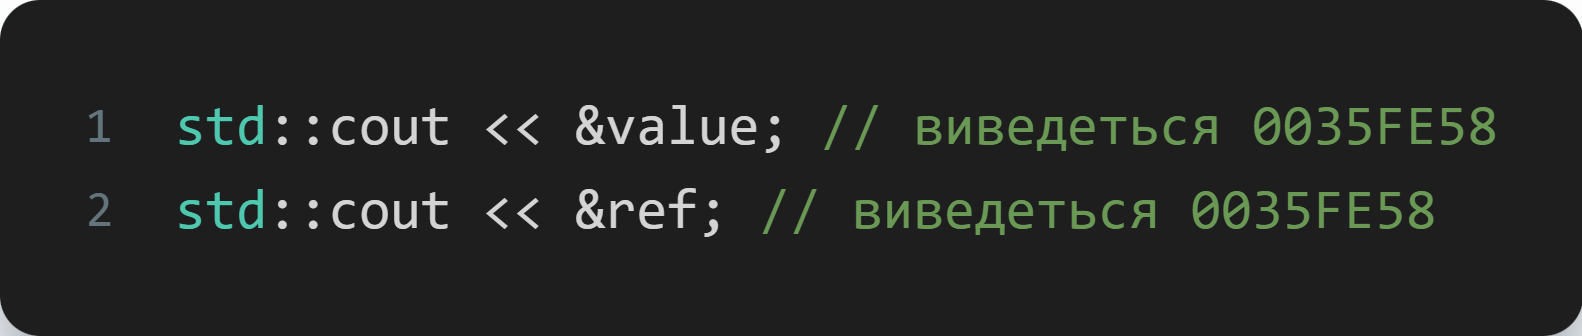 1 std::cout << &value; // виведеться 0035FE58
2 std::cout << &ref; // виведеться 0035FE58